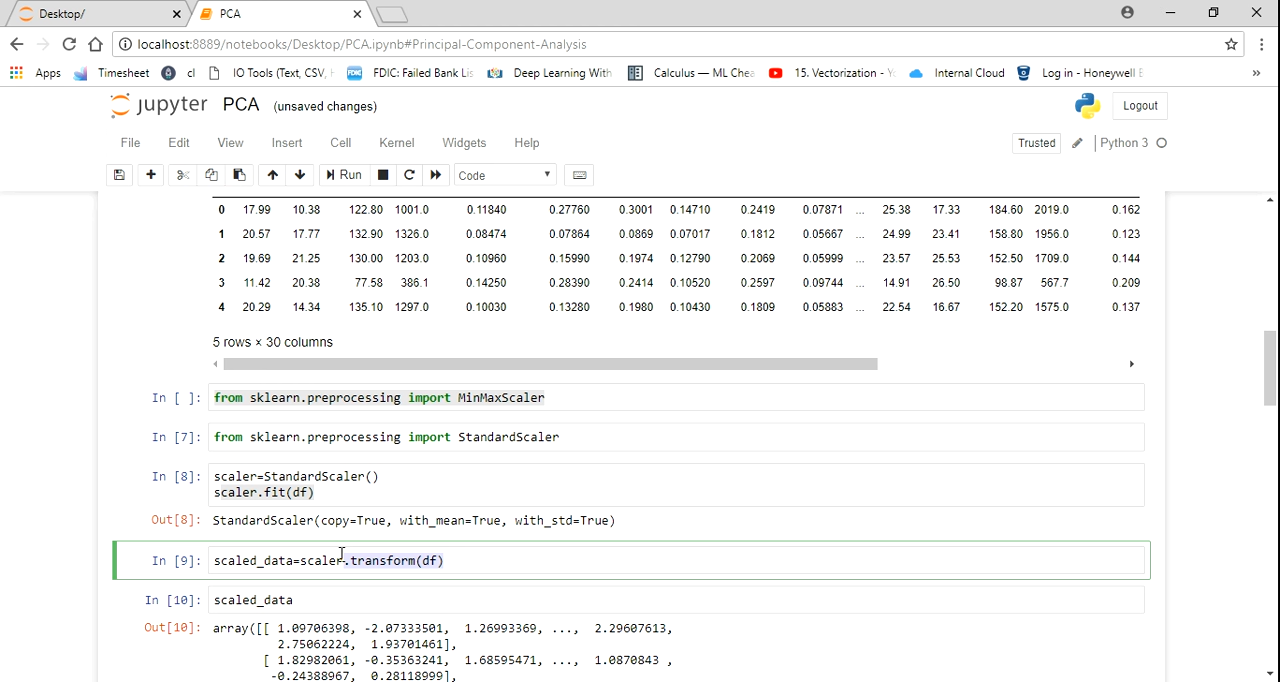 Desktop/ PCA
localhost:8889/notebooks/Desktop/PCA.ipynb#Principal-Component-Analysis
Apps Timesheet cl IO Tools (Text, CSV, FDIC: Failed Bank Lis Deep Learning With Calculus — ML Chea 15. Vectorization - Internal Cloud Log in - Honeywell »
jupyter PCA (unsaved changes) Logout
File Edit View Insert Cell Kernel Widgets Help Trusted Python 3
Run Code
0 17.99 10.38 122.80 1001.0 0.11840 0.27760 0.3001 0.14710 0.2419 0.07871 ... 25.38 17.33 184.60 2019.0 0.162
1 20.57 17.77 132.90 1326.0 0.08474 0.07864 0.0869 0.07017 0.1812 0.05667 ... 24.99 23.41 158.80 1956.0 0.123
2 19.69 21.25 130.00 1203.0 0.10960 0.15990 0.1974 0.12790 0.2069 0.05999 ... 23.57 25.53 152.50 1709.0 0.144
3 11.42 20.38 77.58 386.1 0.14250 0.28390 0.2414 0.10520 0.2597 0.09744 ... 14.91 26.50 98.87 567.7 0.209
4 20.29 14.34 135.10 1297.0 0.10030 0.13280 0.1980 0.10430 0.1809 0.05883 ... 22.54 16.67 152.20 1575.0 0.137
5 rows × 30 columns
In [ ]: from sklearn.preprocessing import MinMaxScaler
In [7]: from sklearn.preprocessing import StandardScaler
In [8]: scaler=StandardScaler()
scaler.fit(df)
Out[8]: StandardScaler(copy=True, with_mean=True, with_std=True)
In [9]: scaled_data=scaler.transform(df)
In [10]: scaled_data
Out[10]: array([[ 1.09706398, -2.07333501, 1.26993369, ..., 2.29607613,
2.75062224, 1.93701461],
[ 1.82982061, -0.35363241, 1.68595471, ..., 1.0870843 ,
-0.24388967, 0.28118999],